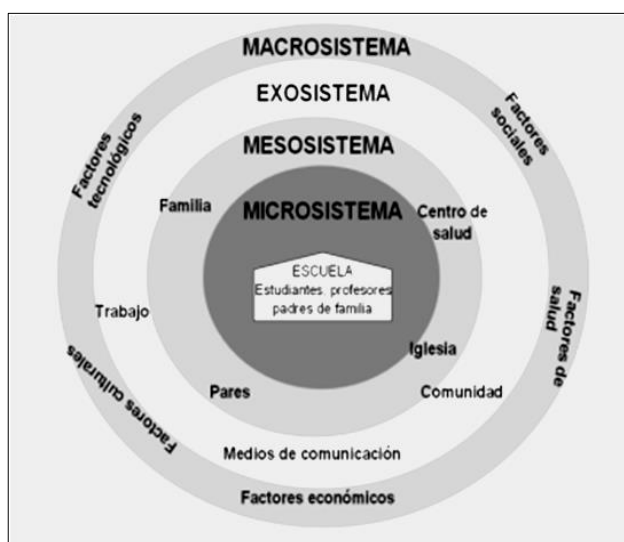 MACROSISTEMA
EXOSISTEMA
Factores
sociales
Factores
tecnológicos
MESOSISTEMA
Familia
MICROSISTEMA
Centro de
salud
ESCUELA
Estudiantes, profesores
padres de familia
Trabajo
Factores de
salud
Iglesia
Factores culturales
Pares
Comunidad
Medios de comunicación
Factores económicos